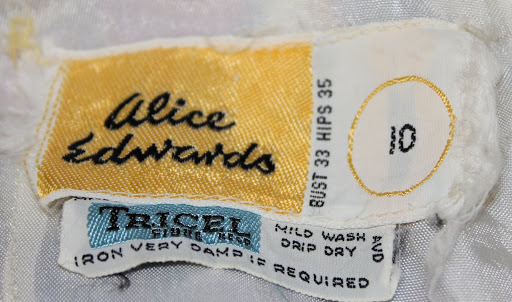 Alice
Edwards
BUST 33 HIPS 35
10
TRICEL
MILD WASH AND
DRIP DRY
IRON VERY DAMP IF REQUIRED